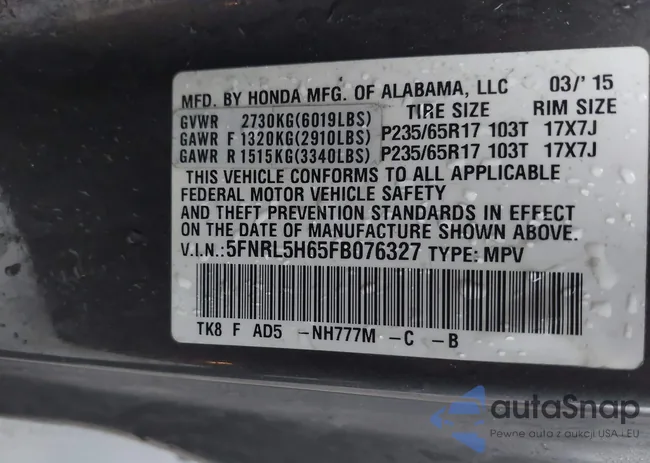 MFD. BY HONDA MFG. OF ALABAMA, LLC 03/'15
GVWR 2730KG(6019LBS) TIRE SIZE RIM SIZE
GAWR F 1320KG(2910LBS) P235/65R17 103T 17X7J
GAWR R 1515KG(3340LBS) P235/65R17 103T 17X7J
THIS VEHICLE CONFORMS TO ALL APPLICABLE
FEDERAL MOTOR VEHICLE SAFETY
AND THEFT PREVENTION STANDARDS IN EFFECT
ON THE DATE OF MANUFACTURE SHOWN ABOVE.
V.I.N.:5FNRL5H65FB076327 TYPE:MPV
TK8 F AD5 -NH777M -C -B
autaSnap
Pewne auta z aukcji USA i EU